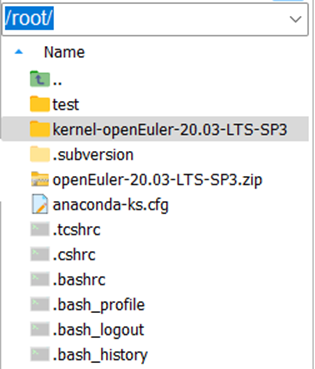 /root/
Name
..
test
kernel-openEuler-20.03-LTS-SP3
.subversion
openEuler-20.03-LTS-SP3.zip
anaconda-ks.cfg
.tcshrc
.cshrc
.bashrc
.bash_profile
.bash_logout
.bash_history